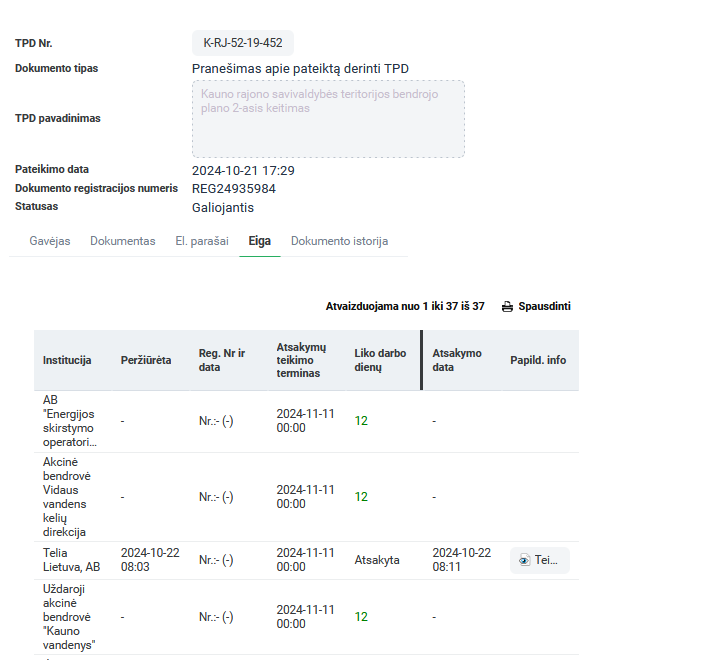 TPD Nr.
K-RJ-52-19-452
Dokumento tipas
Pranešimas apie pateiktą derinti TPD
TPD pavadinimas
Kauno rajono savivaldybės teritorijos bendrojo
plano 2-asis keitimas
Pateikimo data
2024-10-21 17:29
Dokumento registracijos numeris
REG24935984
Statusas
Galiojantis
Gavėjas Dokumentas El. parašai Eiga Dokumento istorija
Atvaizduojama nuo 1 iki 37 iš 37 Spausdinti
Institucija
Peržiūrėta
Reg. Nr ir
data
Atsakymų
teikimo
terminas
Liko darbo
dienų
Atsakymo
data
Papild. info
AB
"Energijos
skirstymo
operatori...
-
Nr.:- (-)
2024-11-11
00:00
12
-
Akcinė
bendrovė
Vidaus
vandens
kelių
direkcija
-
Nr.:- (-)
2024-11-11
00:00
12
-
Telia
Lietuva, AB
2024-10-22
08:03
Nr.:- (-)
2024-11-11
00:00
Atsakyta
2024-10-22
08:11
Tei...
Uždaroji
akcinė
bendrovė
"Kauno
vandenys"
-
Nr.:- (-)
2024-11-11
00:00
12
-